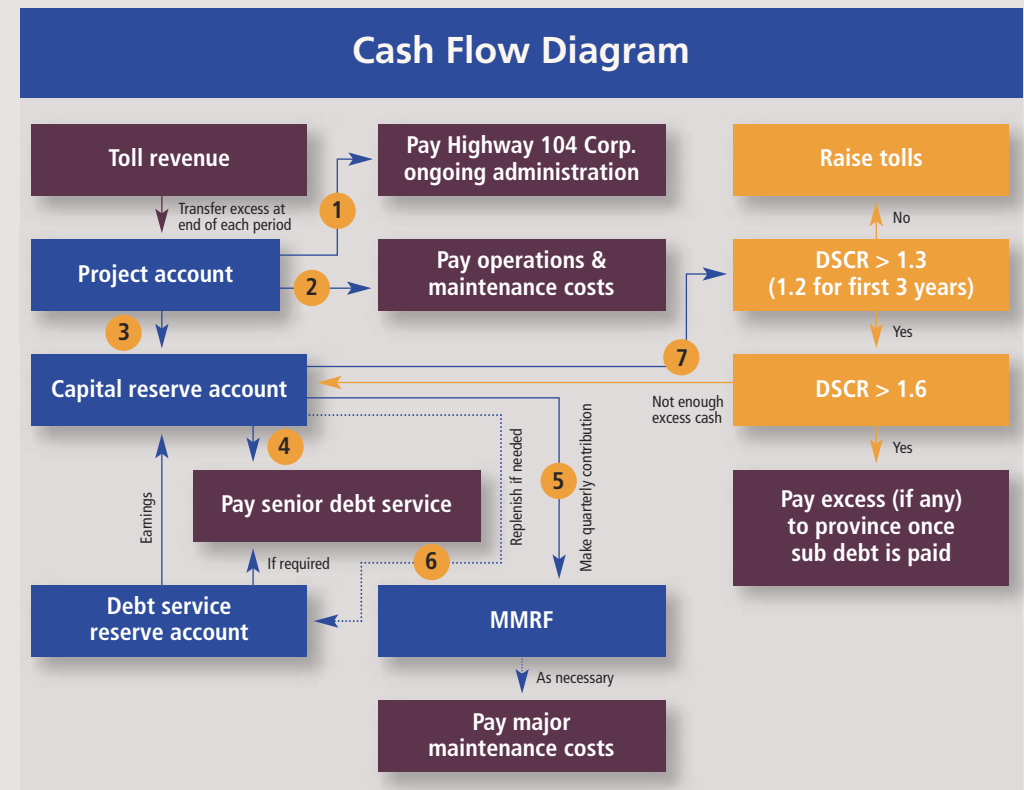 Cash Flow Diagram
Toll revenue
Transfer excess at
end of each period
1
Pay Highway 104 Corp.
ongoing administration
Raise tolls
No
Project account
2
Pay operations &
maintenance costs
DSCR > 1.3
(1.2 for first 3 years)
Yes
3
7
Capital reserve account
Not enough
excess cash
DSCR > 1.6
Yes
4
Replenish if needed
5
Make quarterly contribution
Earnings
Pay senior debt service
Pay excess (if any)
to province once
sub debt is paid
If required
6
Debt service
reserve account
MMRF
As necessary
Pay major
maintenance costs